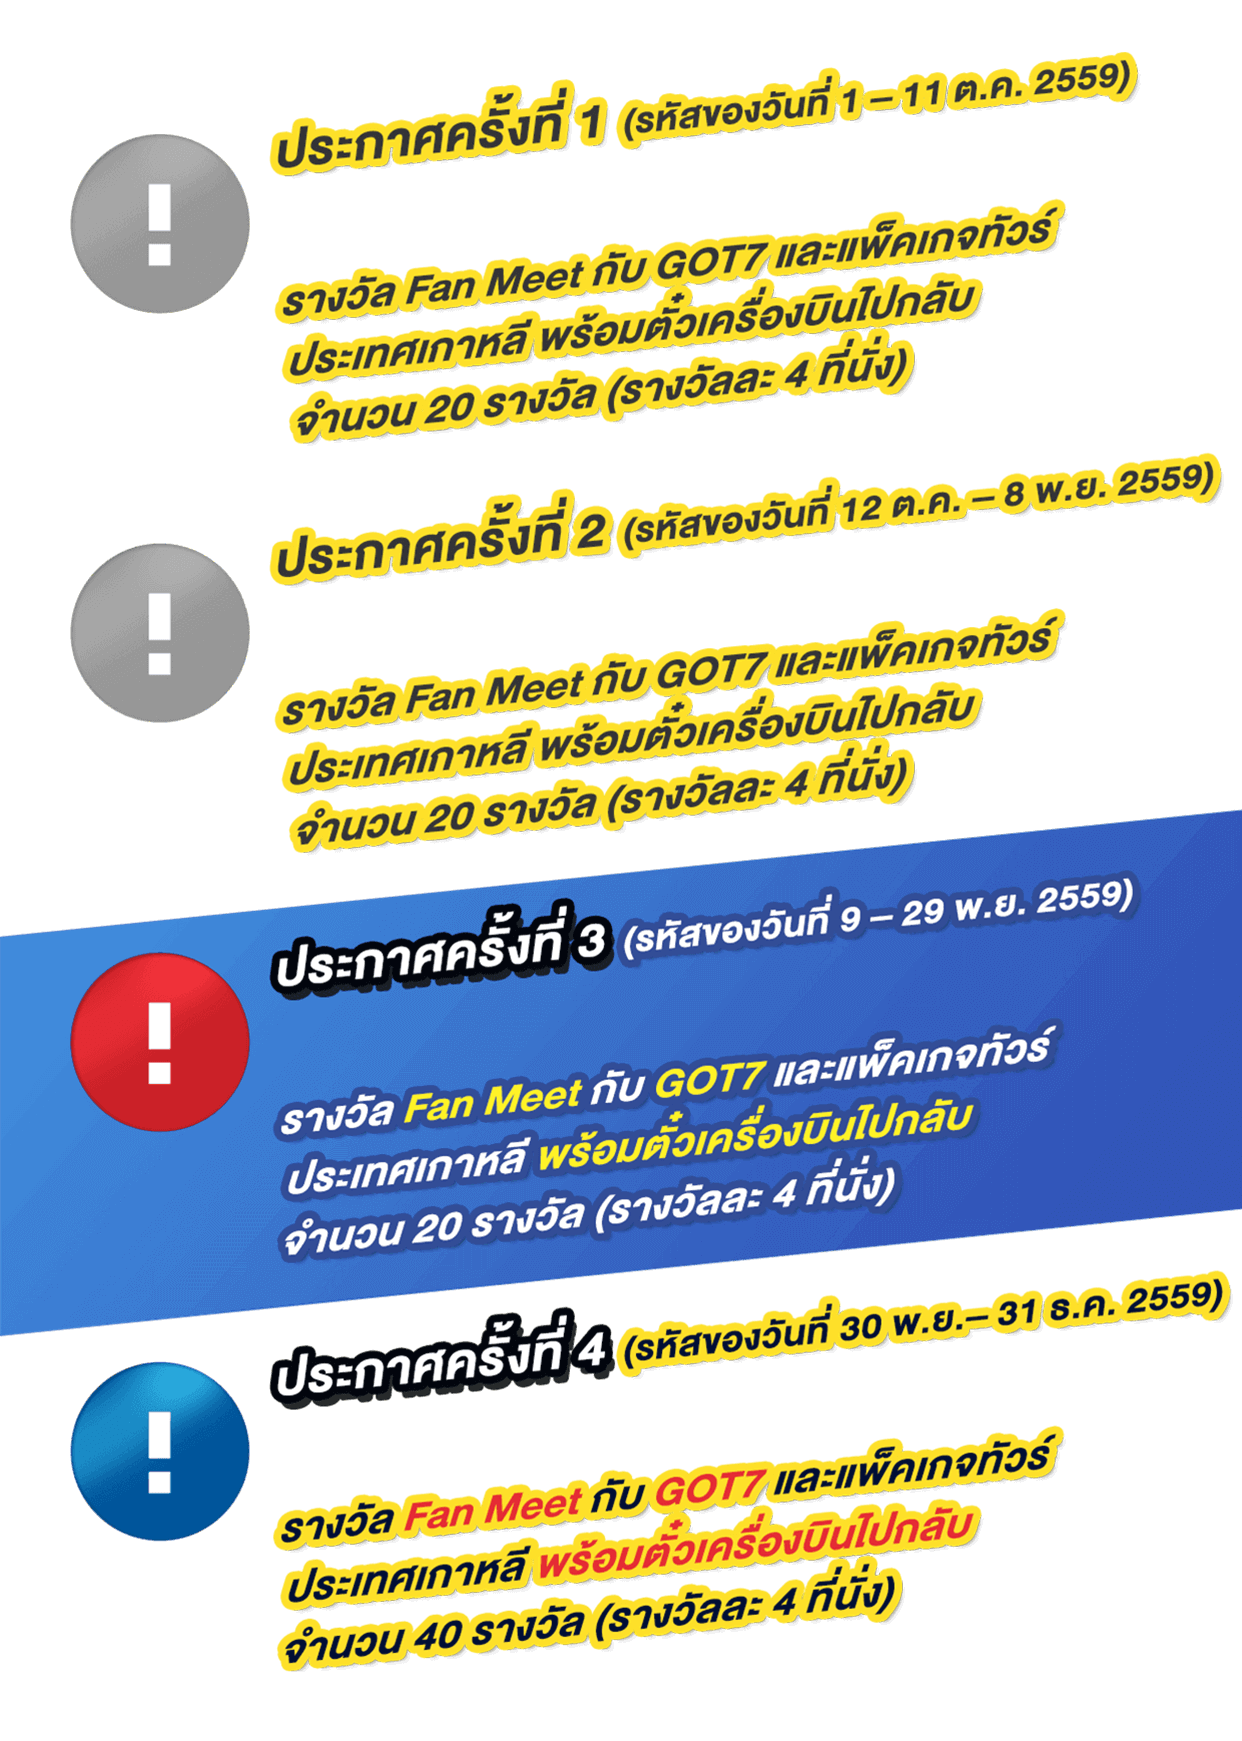 ประกาศครั้งที่ 1 (รหัสของวันที่ 1 – 11 ต.ค. 2559)
รางวัล Fan Meet กับ GOT7 และแพ็คเกจทัวร์
ประเทศเกาหลี พร้อมตั๋วเครื่องบินไปกลับ
จำนวน 20 รางวัล (รางวัลละ 4 ที่นั่ง)
ประกาศครั้งที่ 2 (รหัสของวันที่ 12 ต.ค. – 8 พ.ย. 2559)
รางวัล Fan Meet กับ GOT7 และแพ็คเกจทัวร์
ประเทศเกาหลี พร้อมตั๋วเครื่องบินไปกลับ
จำนวน 20 รางวัล (รางวัลละ 4 ที่นั่ง)
ประกาศครั้งที่ 3 (รหัสของวันที่ 9 – 29 พ.ย. 2559)
รางวัล Fan Meet กับ GOT7 และแพ็คเกจทัวร์
ประเทศเกาหลี พร้อมตั๋วเครื่องบินไปกลับ
จำนวน 20 รางวัล (รางวัลละ 4 ที่นั่ง)
ประกาศครั้งที่ 4 (รหัสของวันที่ 30 พ.ย.– 31 ธ.ค. 2559)
รางวัล Fan Meet กับ GOT7 และแพ็คเกจทัวร์
ประเทศเกาหลี พร้อมตั๋วเครื่องบินไปกลับ
จำนวน 40 รางวัล (รางวัลละ 4 ที่นั่ง)